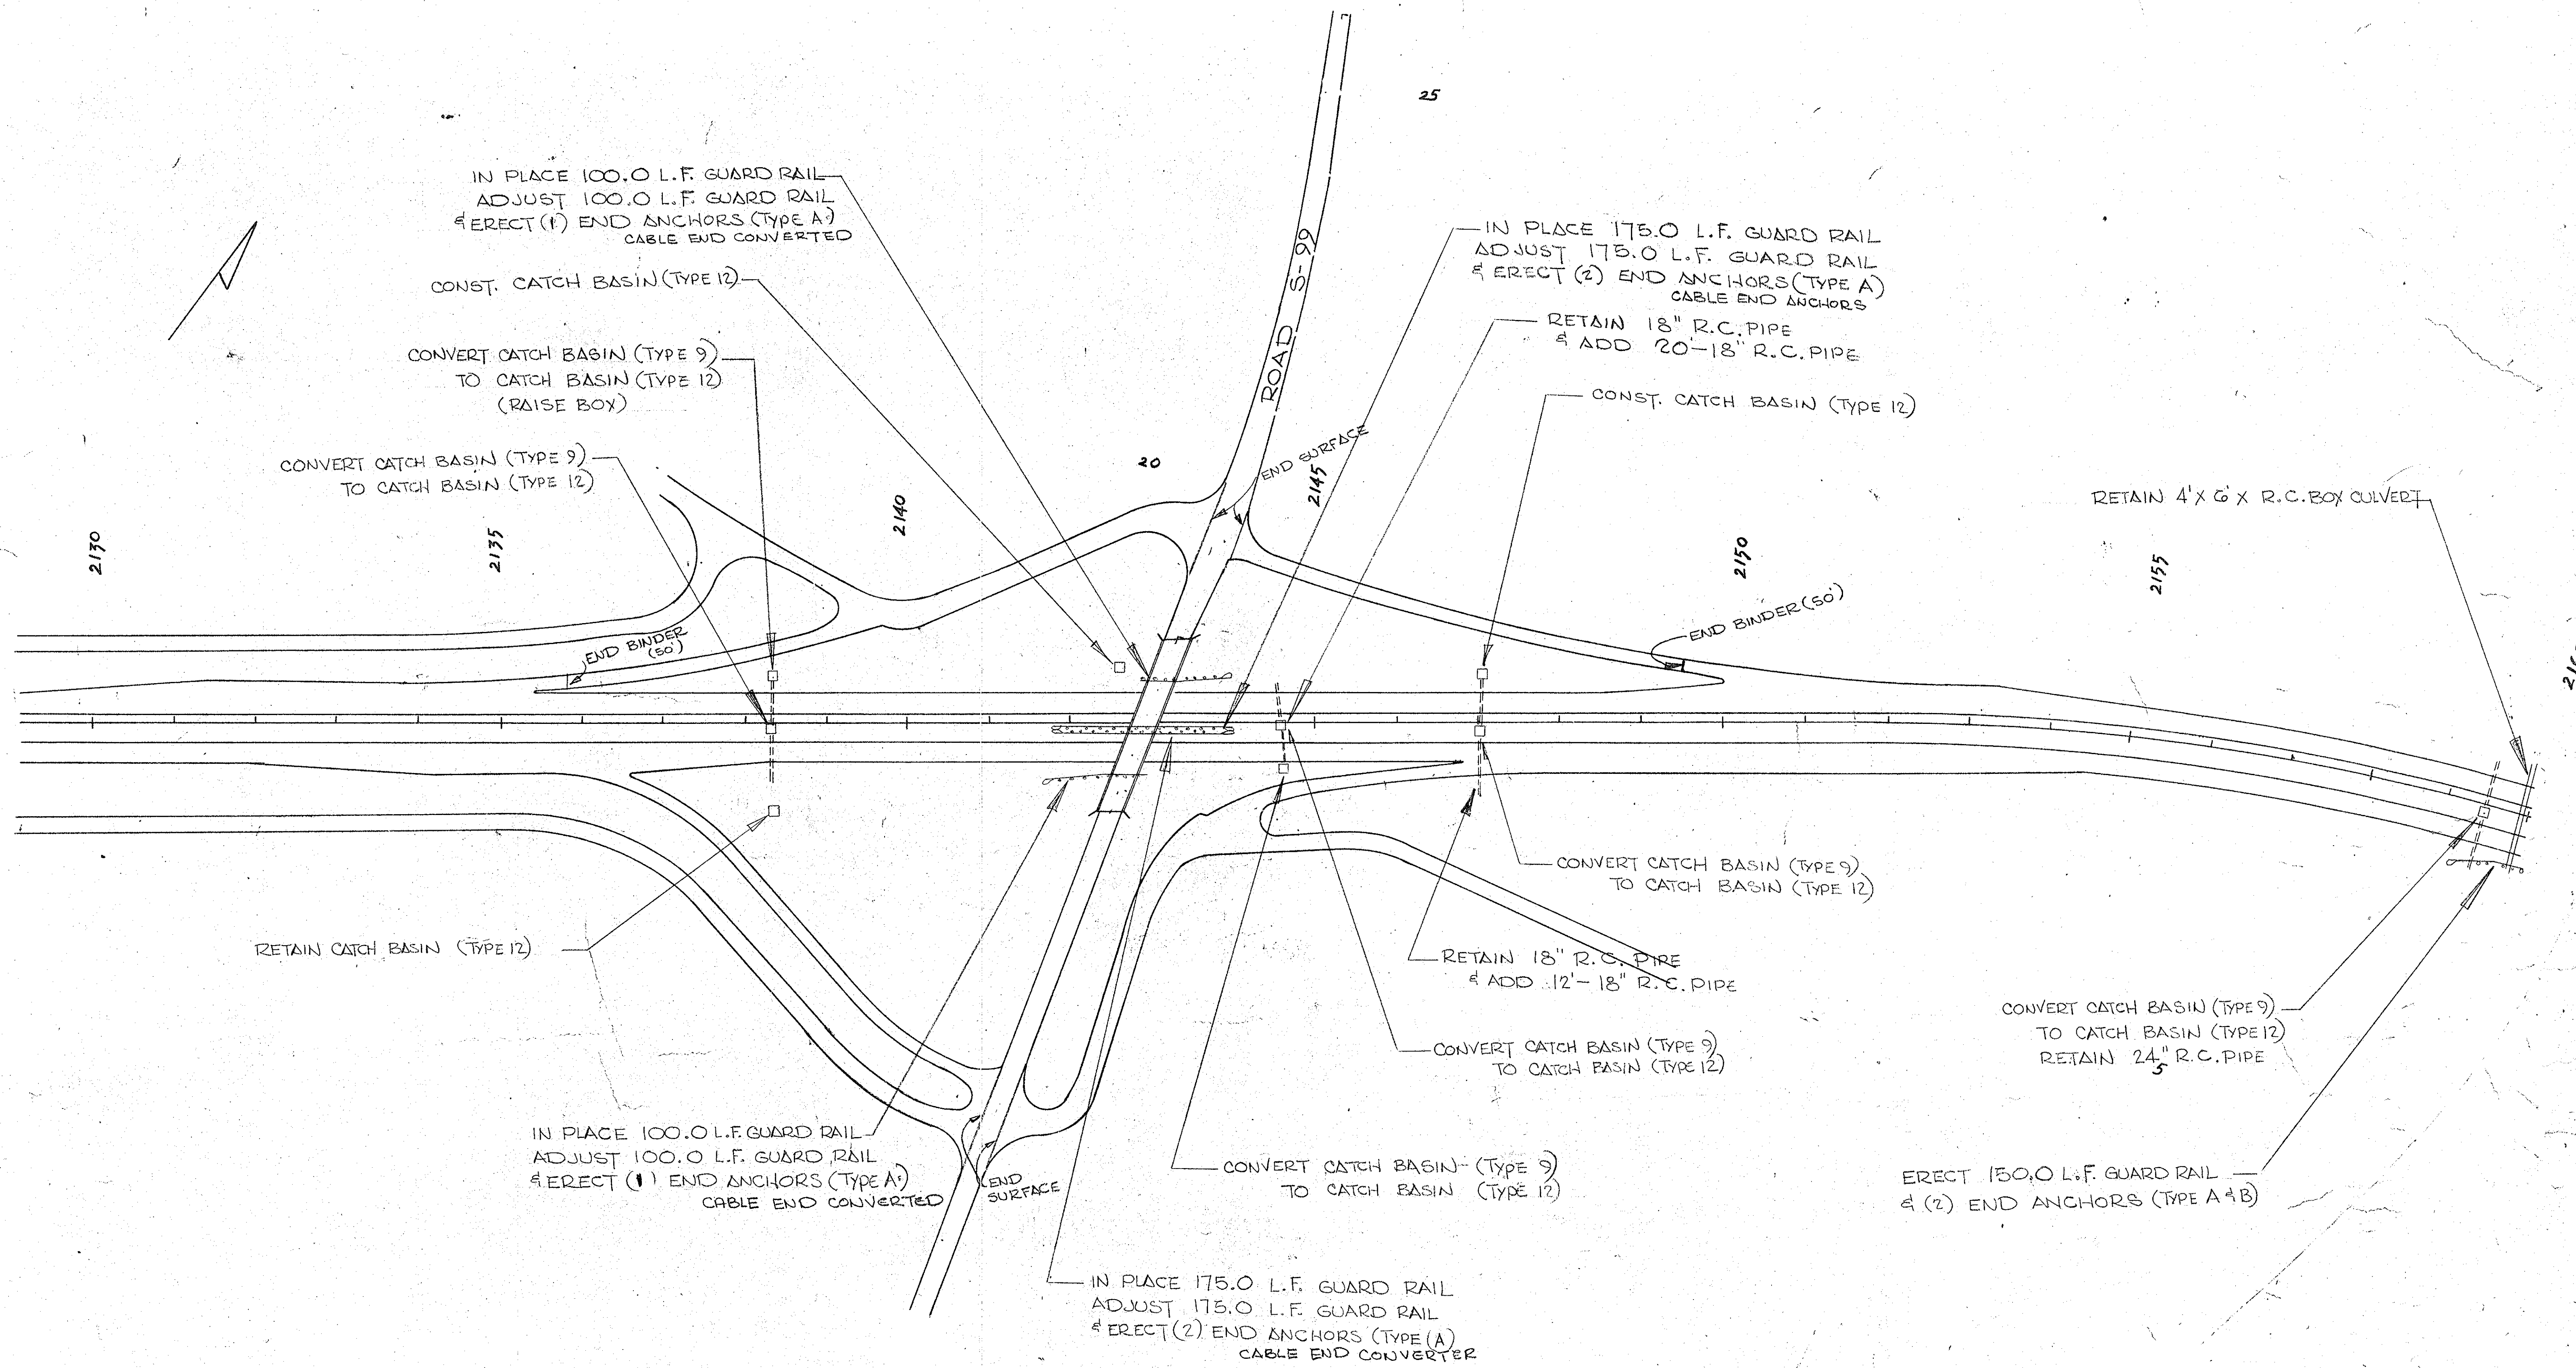 25
IN PLACE 100.0 L.F. GUARD RAIL
ADJUST 100.0 L.F. GUARD RAIL
& ERECT (1) END ANCHORS (TYPE A)
CABLE END CONVERTED
CONST. CATCH BASIN (TYPE 12)
CONVERT CATCH BASIN (TYPE 9)
TO CATCH BASIN (TYPE 12)
(RAISE BOX)
CONVERT CATCH BASIN (TYPE 9)
TO CATCH BASIN (TYPE 12)
ROAD S-99
IN PLACE 175.0 L.F. GUARD RAIL
ADJUST 175.0 L.F. GUARD RAIL
& ERECT (2) END ANCHORS (TYPE A)
CABLE END ANCHORS
RETAIN 18" R.C. PIPE
& ADD 20'-18" R.C. PIPE
CONST. CATCH BASIN (TYPE 12)
END SURFACE
20
RETAIN 4' X 6' X R.C. BOX CULVERT
2130
2135
2140
2145
2150
2155
END BINDER
(50')
END BINDER (50')
RETAIN CATCH BASIN (TYPE 12)
CONVERT CATCH BASIN (TYPE 9)
TO CATCH BASIN (TYPE 12)
RETAIN 18" R.C. PIPE
& ADD 12'-18" R.C. PIPE
CONVERT CATCH BASIN (TYPE 9)
TO CATCH BASIN (TYPE 12)
CONVERT CATCH BASIN (TYPE 9)
TO CATCH BASIN (TYPE 12)
RETAIN 24" R.C. PIPE
5
IN PLACE 100.0 L.F. GUARD RAIL
ADJUST 100.0 L.F. GUARD RAIL
& ERECT (1) END ANCHORS (TYPE A)
CABLE END CONVERTED
END
SURFACE
CONVERT CATCH BASIN (TYPE 9)
TO CATCH BASIN (TYPE 12)
ERECT 150.0 L.F. GUARD RAIL
& (2) END ANCHORS (TYPE A & B)
IN PLACE 175.0 L.F. GUARD RAIL
ADJUST 175.0 L.F. GUARD RAIL
& ERECT (2) END ANCHORS (TYPE (A)
CABLE END CONVERTER